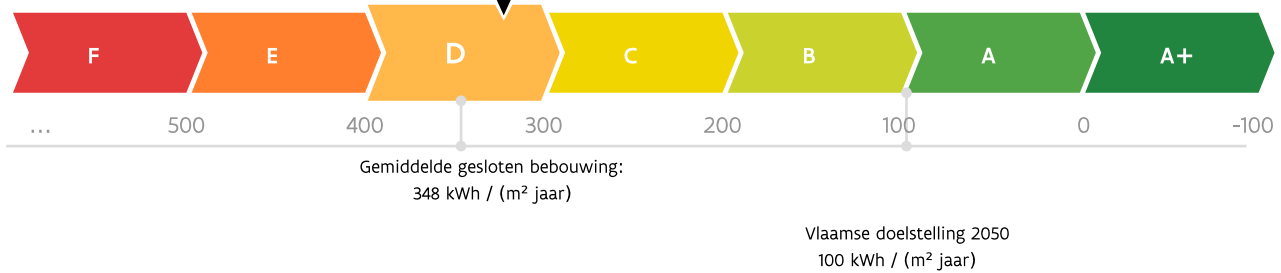 F E D C B A A+
... 500 400 300 200 100 0 -100
Gemiddelde gesloten bebouwing:
348 kWh / (m² jaar)
Vlaamse doelstelling 2050
100 kWh / (m² jaar)